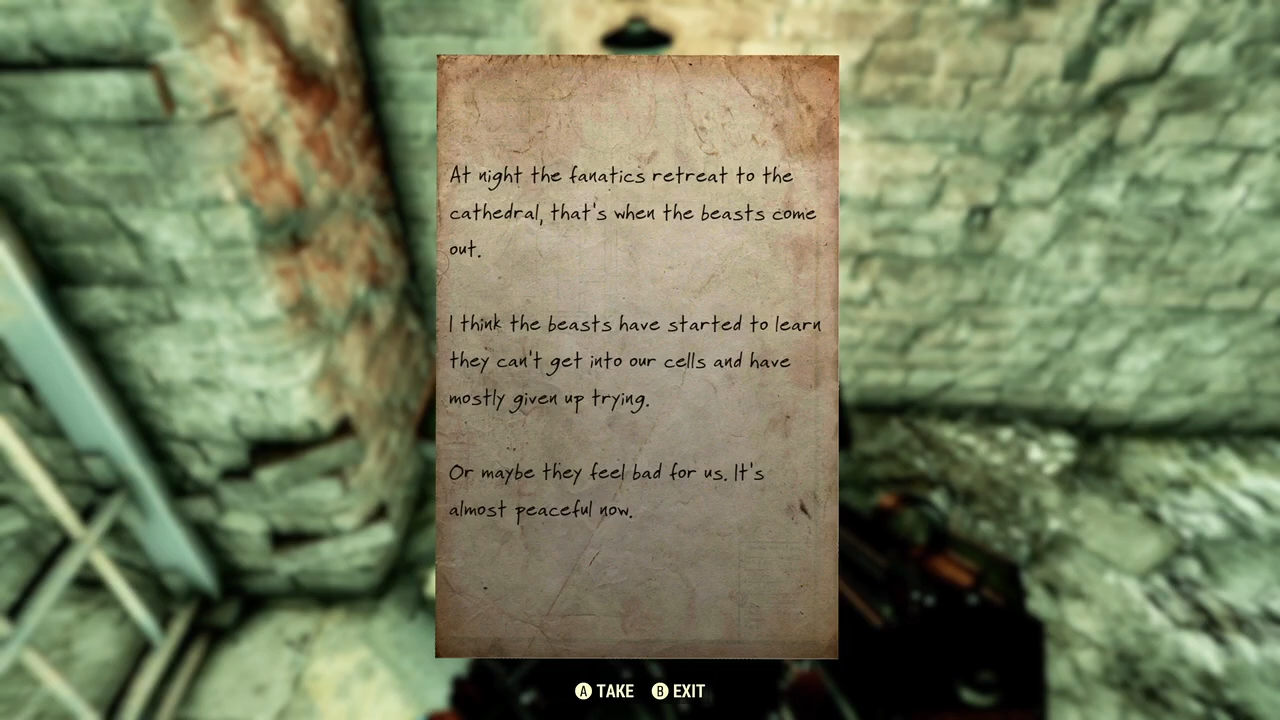 At night the fanatics retreat to the
cathedral, that's when the beasts come
out.
I think the beasts have started to learn
they can't get into our cells and have
mostly given up trying.
Or maybe they feel bad for us. It's
almost peaceful now.
A TAKE B EXIT